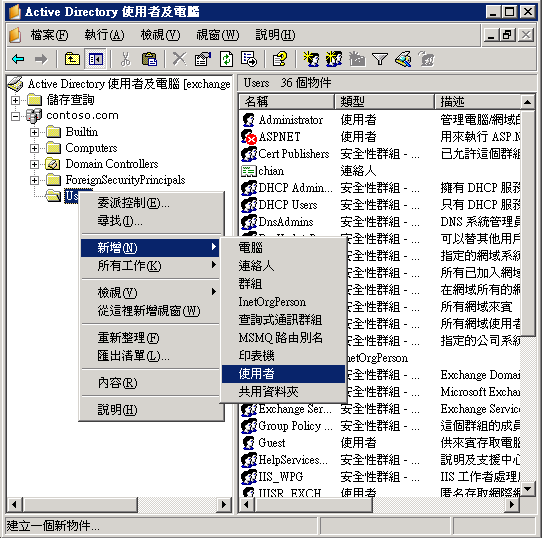 Active Directory 使用者及電腦
檔案(F) 執行(A) 檢視(V) 視窗(W) 說明(H)
Active Directory 使用者及電腦 [exchange
儲存查詢
contoso.com
Builtin
Computers
Domain Controllers
ForeignSecurityPrincipals
委派控制(E)...
尋找(I)...
新增(N)
所有工作(K)
檢視(V)
從這裡新增視窗(W)
重新整理(F)
匯出清單(L)...
內容(R)
說明(H)
電腦
連絡人
群組
InetOrgPerson
查詢式通訊群組
MSMQ 路由別名
印表機
使用者
共用資料夾
Users 36 個物件
名稱 類型 描述
Administrator 使用者 管理電腦/網域的
ASPNET 使用者 用來執行 ASP.N
Cert Publishers 安全性群組 - ... 已允許這個群組
chian 連絡人
DHCP Admin... 安全性群組 - ... 擁有 DHCP 服務
DHCP Users 安全性群組 - ... 只有 DHCP 服務
DnsAdmins 安全性群組 - ... DNS 系統管理員
安全性群組 - ... 可以替其他用戶
安全性群組 - ... 指定的網域系統
安全性群組 - ... 所有已加入網域
安全性群組 - ... 在網域所有的網
安全性群組 - ... 所有網域來賓
安全性群組 - ... 所有網域使用者
安全性群組 - ... 指定的公司系統
InetOrgPerson
安全性群組 - ... Exchange Domai
安全性群組 - ... Microsoft Exchan
Exchange Ser... 安全性群組 - ... Exchange Service
Group Policy ... 安全性群組 - ... 這個群組的成員
Guest 使用者 供來賓存取電腦
HelpServices... 安全性群組 - ... 說明及支援中心
IIS_WPG 安全性群組 - ... IIS 工作者處理
IUSR_EXCH... 使用者 匿名存取網際網
建立一個新物件...